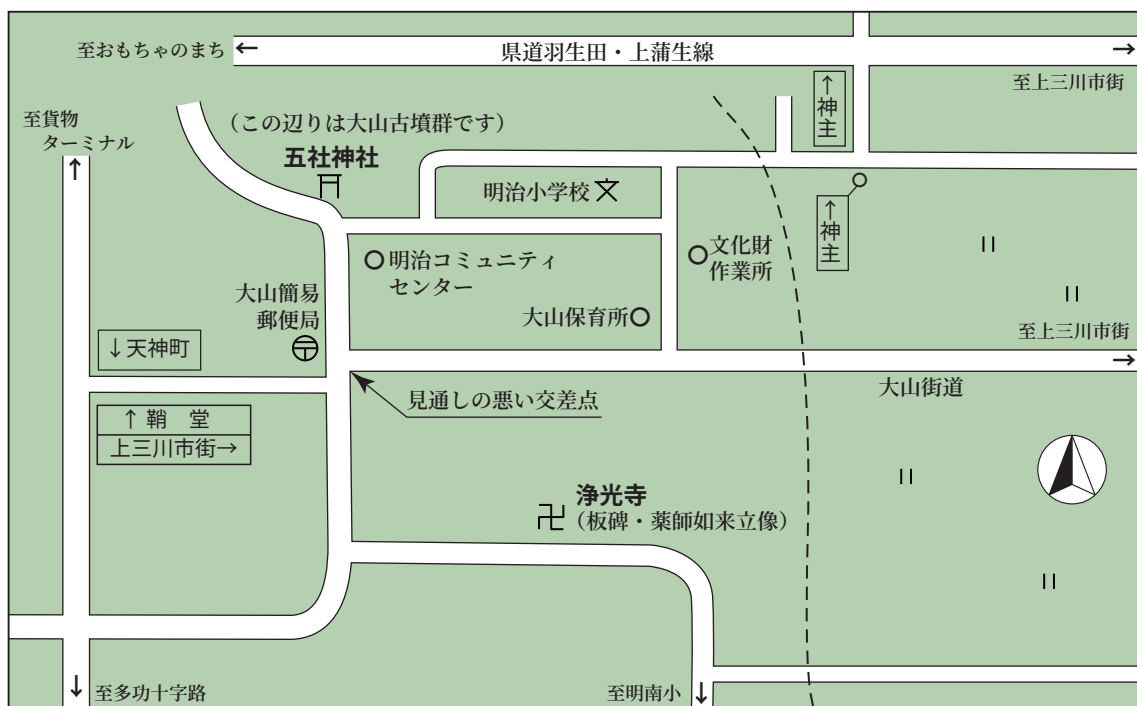 至おもちゃのまち
←
県道羽生田・上蒲生線
→
至上三川市街
↑神主
至貨物
ターミナル
↑
(この辺りは大山古墳群です)
五社神社
明治小学校
↑神主
明治コミュニティ
センター
文化財
作業所
大山簡易
郵便局
大山保育所
至上三川市街
→
↓天神町
大山街道
見通しの悪い交差点
↑鞘 堂
上三川市街→
浄光寺
(板碑・薬師如来立像)
↓
至多功十字路
至明南小
↓